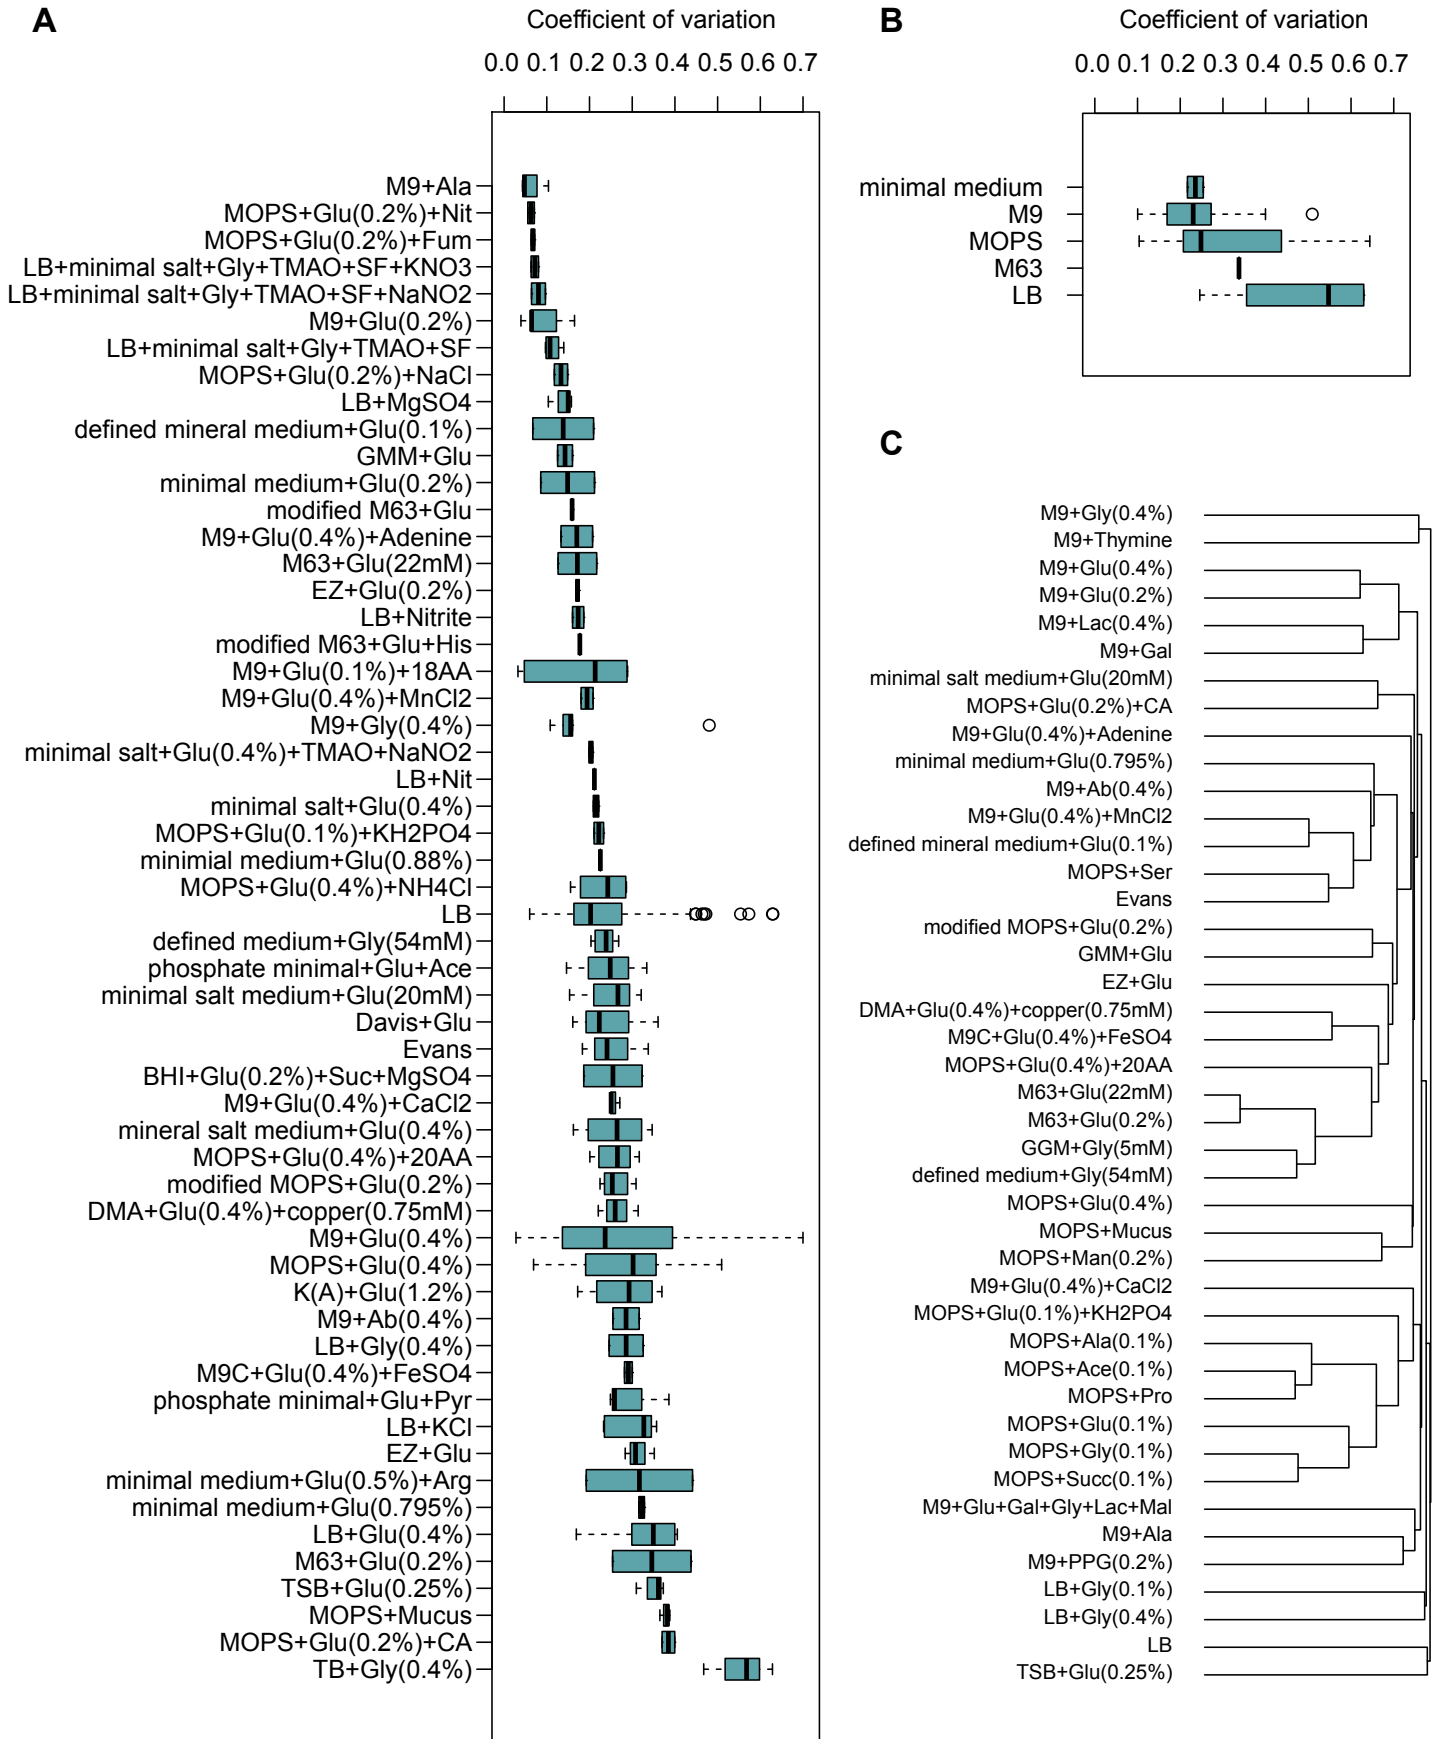 A
Coefficient of variation
0.0 0.1 0.2 0.3 0.4 0.5 0.6 0.7
M9+Ala
MOPS+Glu(0.2%)+Nit
MOPS+Glu(0.2%)+Fum
LB+minimal salt+Gly+TMAO+SF+KNO3
LB+minimal salt+Gly+TMAO+SF+NaNO2
M9+Glu(0.2%)
LB+minimal salt+Gly+TMAO+SF
MOPS+Glu(0.2%)+NaCl
LB+MgSO4
defined mineral medium+Glu(0.1%)
GMM+Glu
minimal medium+Glu(0.2%)
modified M63+Glu
M9+Glu(0.4%)+Adenine
M63+Glu(22mM)
EZ+Glu(0.2%)
LB+Nitrite
modified M63+Glu+His
M9+Glu(0.1%)+18AA
M9+Glu(0.4%)+MnCl2
M9+Gly(0.4%)
minimal salt+Glu(0.4%)+TMAO+NaNO2
LB+Nit
minimal salt+Glu(0.4%)
MOPS+Glu(0.1%)+KH2PO4
minimial medium+Glu(0.88%)
MOPS+Glu(0.4%)+NH4Cl
LB
defined medium+Gly(54mM)
phosphate minimal+Glu+Ace
minimal salt medium+Glu(20mM)
Davis+Glu
Evans
BHI+Glu(0.2%)+Suc+MgSO4
M9+Glu(0.4%)+CaCl2
mineral salt medium+Glu(0.4%)
MOPS+Glu(0.4%)+20AA
modified MOPS+Glu(0.2%)
DMA+Glu(0.4%)+copper(0.75mM)
M9+Glu(0.4%)
MOPS+Glu(0.4%)
K(A)+Glu(1.2%)
M9+Ab(0.4%)
LB+Gly(0.4%)
M9C+Glu(0.4%)+FeSO4
phosphate minimal+Glu+Pyr
LB+KCl
EZ+Glu
minimal medium+Glu(0.5%)+Arg
minimal medium+Glu(0.795%)
LB+Glu(0.4%)
M63+Glu(0.2%)
TSB+Glu(0.25%)
MOPS+Mucus
MOPS+Glu(0.2%)+CA
TB+Gly(0.4%)
B
Coefficient of variation
0.0 0.1 0.2 0.3 0.4 0.5 0.6 0.7
minimal medium
M9
MOPS
M63
LB
C
M9+Gly(0.4%)
M9+Thymine
M9+Glu(0.4%)
M9+Glu(0.2%)
M9+Lac(0.4%)
M9+Gal
minimal salt medium+Glu(20mM)
MOPS+Glu(0.2%)+CA
M9+Glu(0.4%)+Adenine
minimal medium+Glu(0.795%)
M9+Ab(0.4%)
M9+Glu(0.4%)+MnCl2
defined mineral medium+Glu(0.1%)
MOPS+Ser
Evans
modified MOPS+Glu(0.2%)
GMM+Glu
EZ+Glu
DMA+Glu(0.4%)+copper(0.75mM)
M9C+Glu(0.4%)+FeSO4
MOPS+Glu(0.4%)+20AA
M63+Glu(22mM)
M63+Glu(0.2%)
GGM+Gly(5mM)
defined medium+Gly(54mM)
MOPS+Glu(0.4%)
MOPS+Mucus
MOPS+Man(0.2%)
M9+Glu(0.4%)+CaCl2
MOPS+Glu(0.1%)+KH2PO4
MOPS+Ala(0.1%)
MOPS+Ace(0.1%)
MOPS+Pro
MOPS+Glu(0.1%)
MOPS+Gly(0.1%)
MOPS+Succ(0.1%)
M9+Glu+Gal+Gly+Lac+Mal
M9+Ala
M9+PPG(0.2%)
LB+Gly(0.1%)
LB+Gly(0.4%)
LB
TSB+Glu(0.25%)